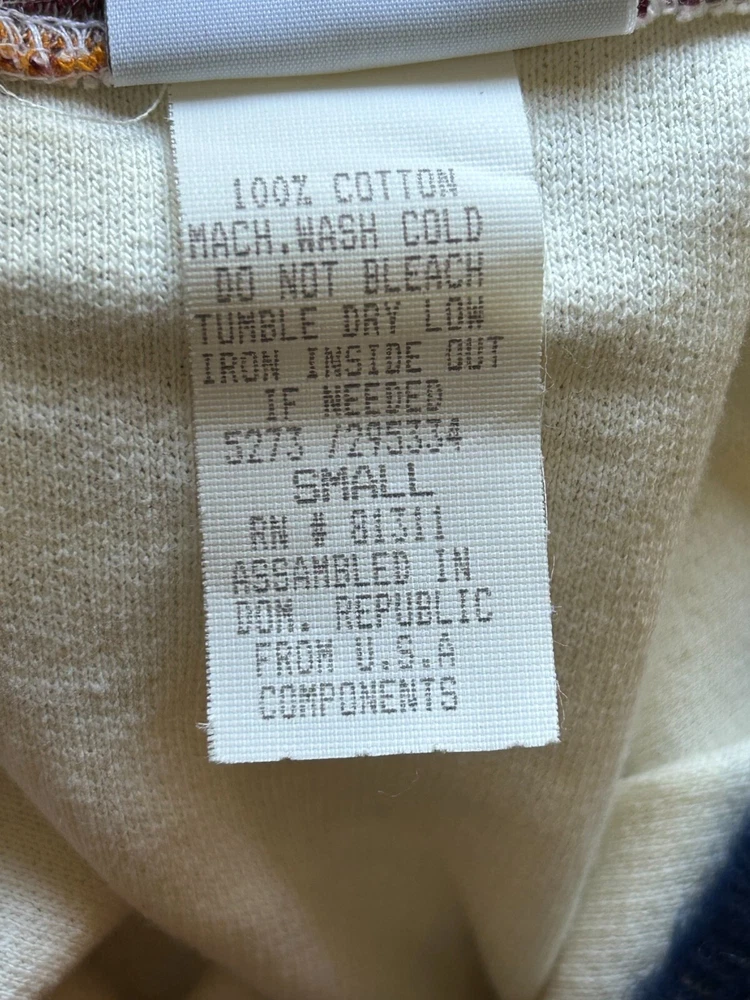 100% COTTON
MACH.WASH COLD
DO NOT BLEACH
TUMBLE DRY LOW
IRON INSIDE OUT
IF NEEDED
5273 /295334
SMALL
RN # 81311
ASSAMBLED IN
DOM. REPUBLIC
FROM U.S.A
COMPONENTS